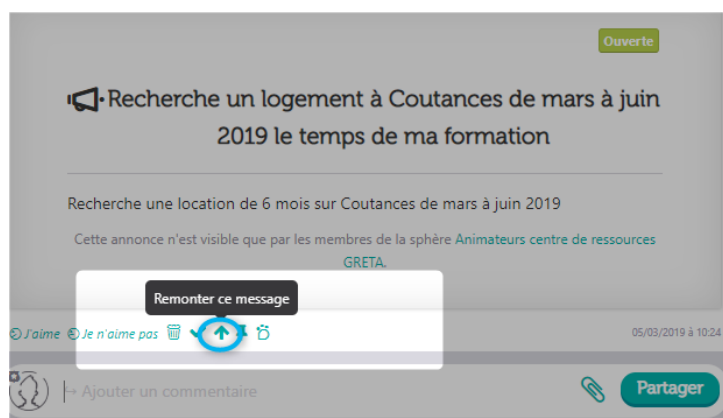 Ouverte
Recherche un logement à Coutances de mars à juin
2019 le temps de ma formation
Recherche une location de 6 mois sur Coutances de mars à juin 2019
Cette annonce n'est visible que par les membres de la sphère Animateurs centre de ressources
GRETA.
Remonter ce message
J'aime Je n'aime pas 05/03/2019 à 10:24
Ajouter un commentaire Partager